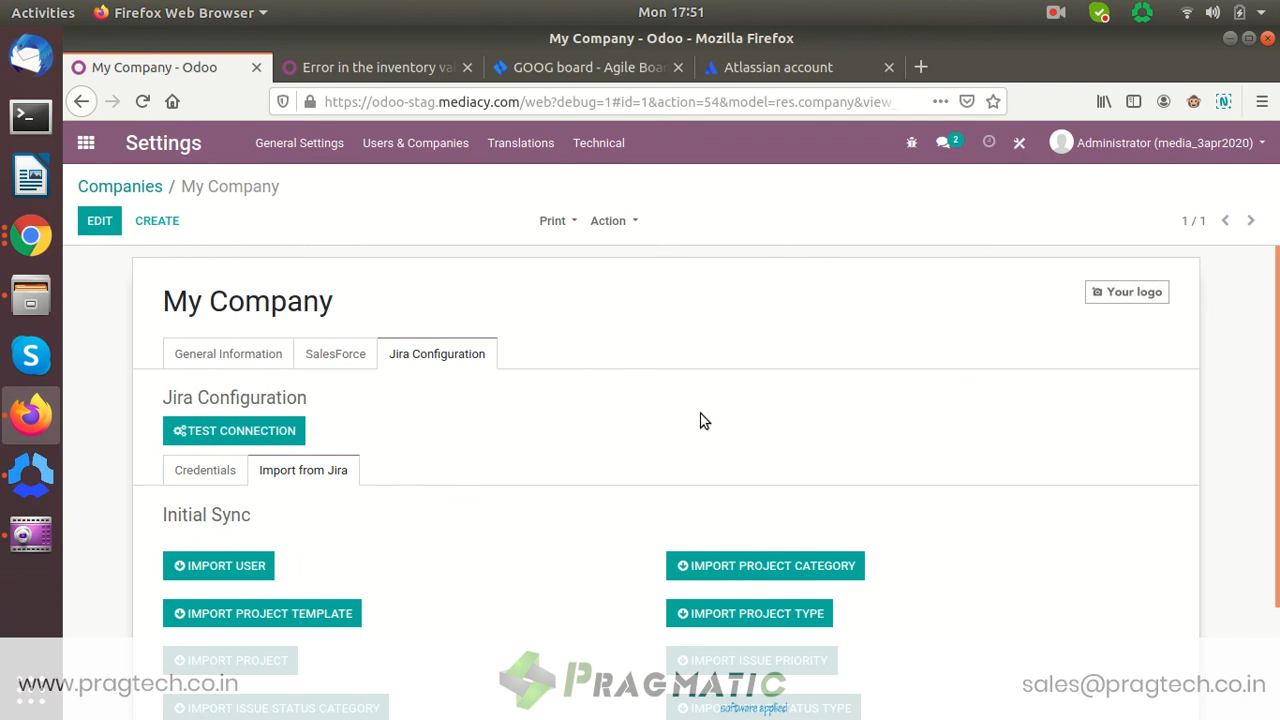 Activities Firefox Web Browser Mon 17:51
My Company - Odoo - Mozilla Firefox
My Company - Odoo Error in the inventory va GOOG board - Agile Boar Atlassian account
https://odoo-stag.mediacy.com/web?debug=1#id=1&action=54&model=res.company&view_
Settings General Settings Users & Companies Translations Technical 2 Administrator (media_3apr2020)
Companies / My Company
EDIT CREATE Print Action 1 / 1
My Company Your logo
General Information SalesForce Jira Configuration
Jira Configuration
TEST CONNECTION
Credentials Import from Jira
Initial Sync
IMPORT USER IMPORT PROJECT CATEGORY
IMPORT PROJECT TEMPLATE IMPORT PROJECT TYPE
IMPORT PROJECT IMPORT ISSUE PRIORITY
www.pragtech.co.in PRAGMATIC sales@pragtech.co.in
IMPORT ISSUE STATUS CATEGORY software applied STATUS TYPE